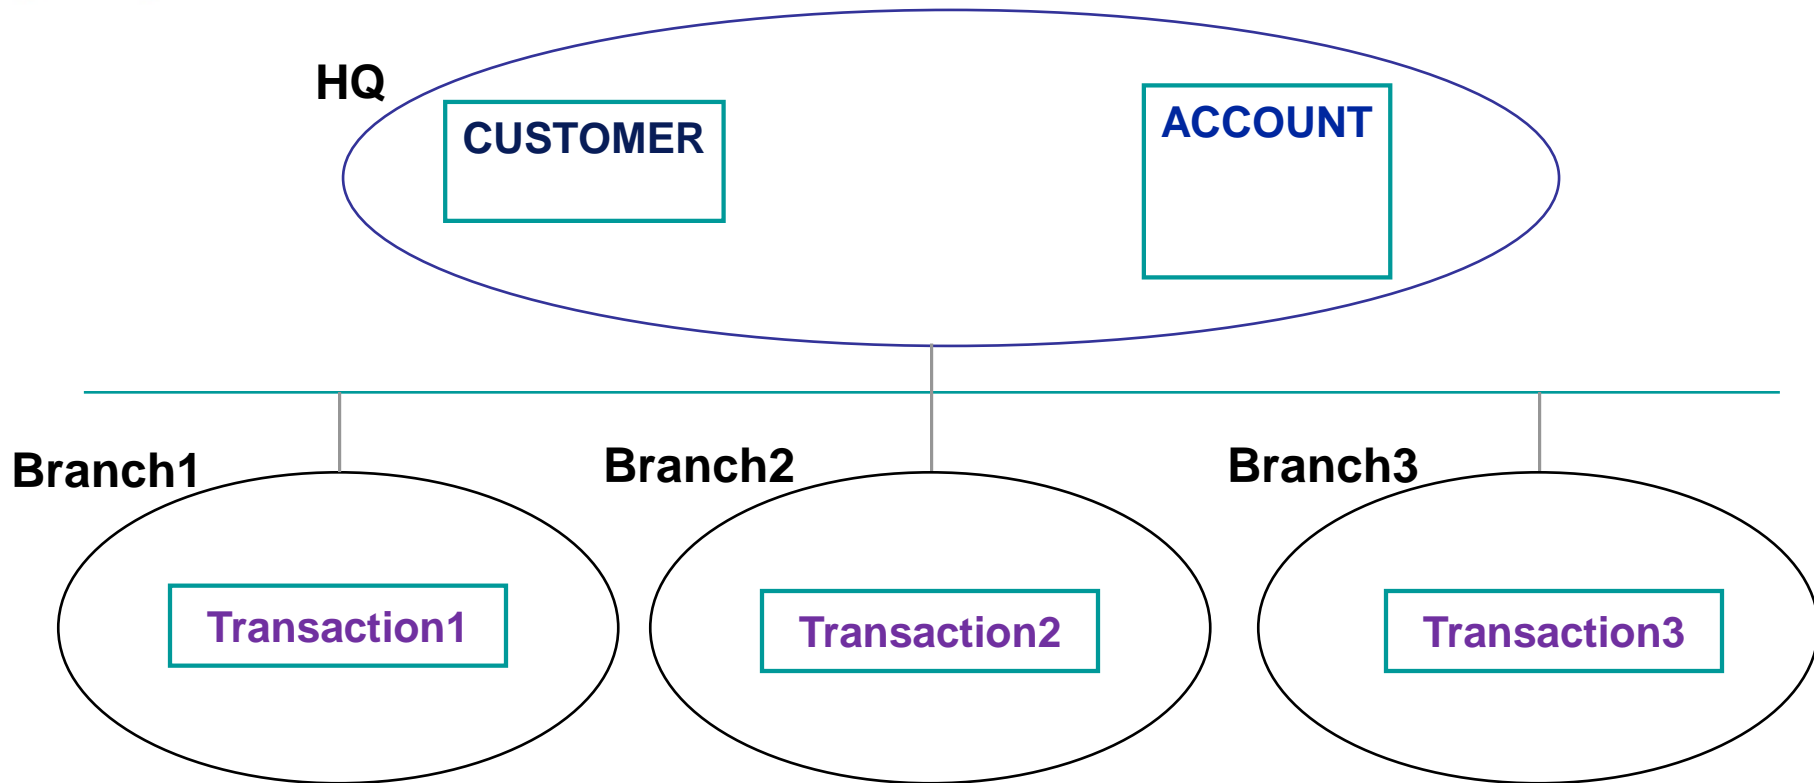 HQ
CUSTOMER
ACCOUNT
Branch1
Branch2
Branch3
Transaction1
Transaction2
Transaction3